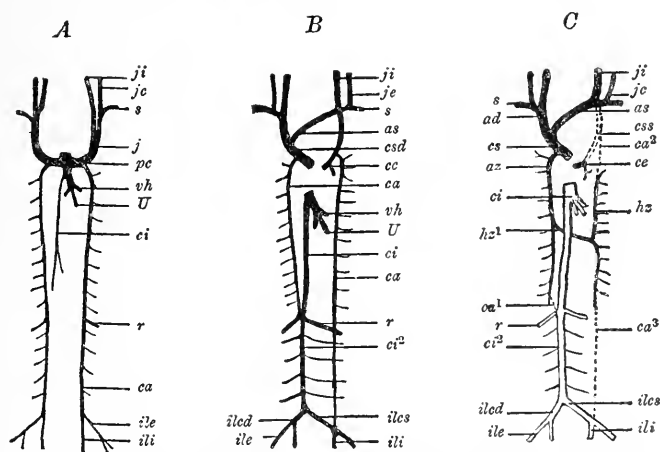 A
B
C
ji
jc
s
j
pc
vh
U
ci
r
ca
ile
ili
ji
je
s
as
csd
cc
ca
vh
U
ci
ca
r
ci²
ilcd
ilcs
ile
ili
ji
jc
s
as
ad
css
cs
ca²
az
ce
ci
hz
hz¹
ca¹
r
ca³
ci²
ilcs
ilcd
ile
ili